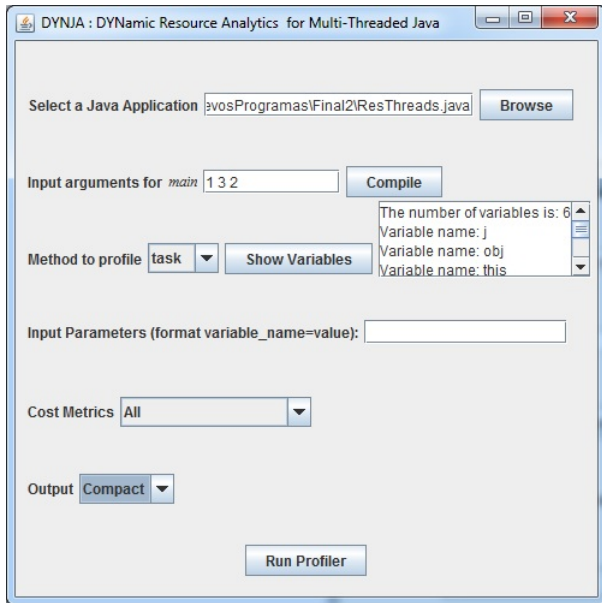 DYNJA : DYNamic Resource Analytics for Multi-Threaded Java
Select a Java Application evosProgramas\Final2\ResThreads.java Browse
Input arguments for main 1 3 2 Compile
The number of variables is: 6
Variable name: j
Method to profile task Show Variables
Variable name: obj
Variable name: this
Input Parameters (format variable_name=value):
Cost Metrics All
Output Compact
Run Profiler